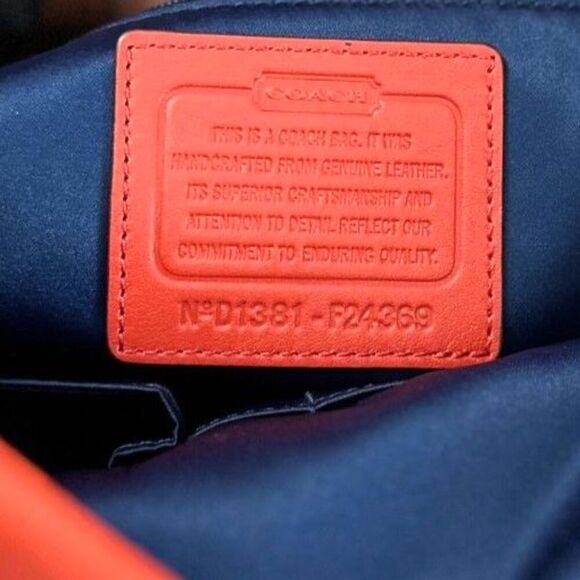 COACH
THIS IS A COACH BAG. IT WAS
HANDCRAFTED FROM GENUINE LEATHER.
ITS SUPERIOR CRAFTSMANSHIP AND
ATTENTION TO DETAIL REFLECT OUR
COMMITMENT TO ENDURING QUALITY.
Nº D1381 - F24369